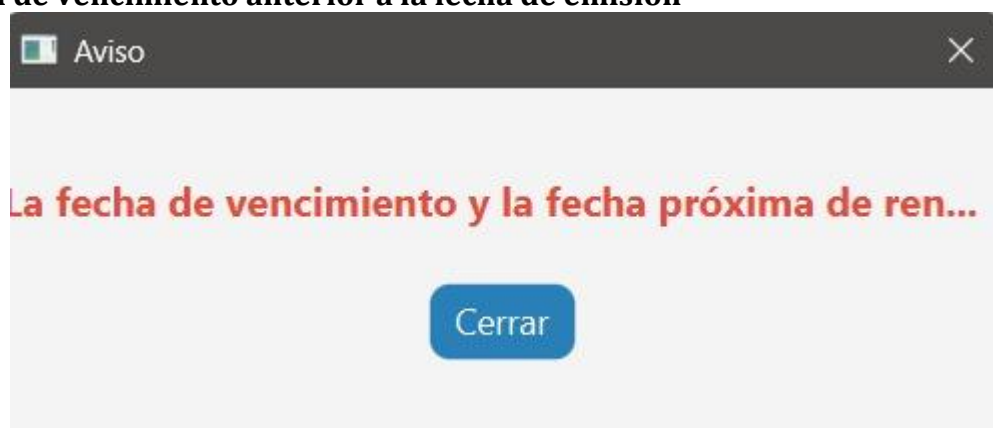 de vencimiento anterior a la fecha de emisión
Aviso
La fecha de vencimiento y la fecha próxima de ren...
Cerrar